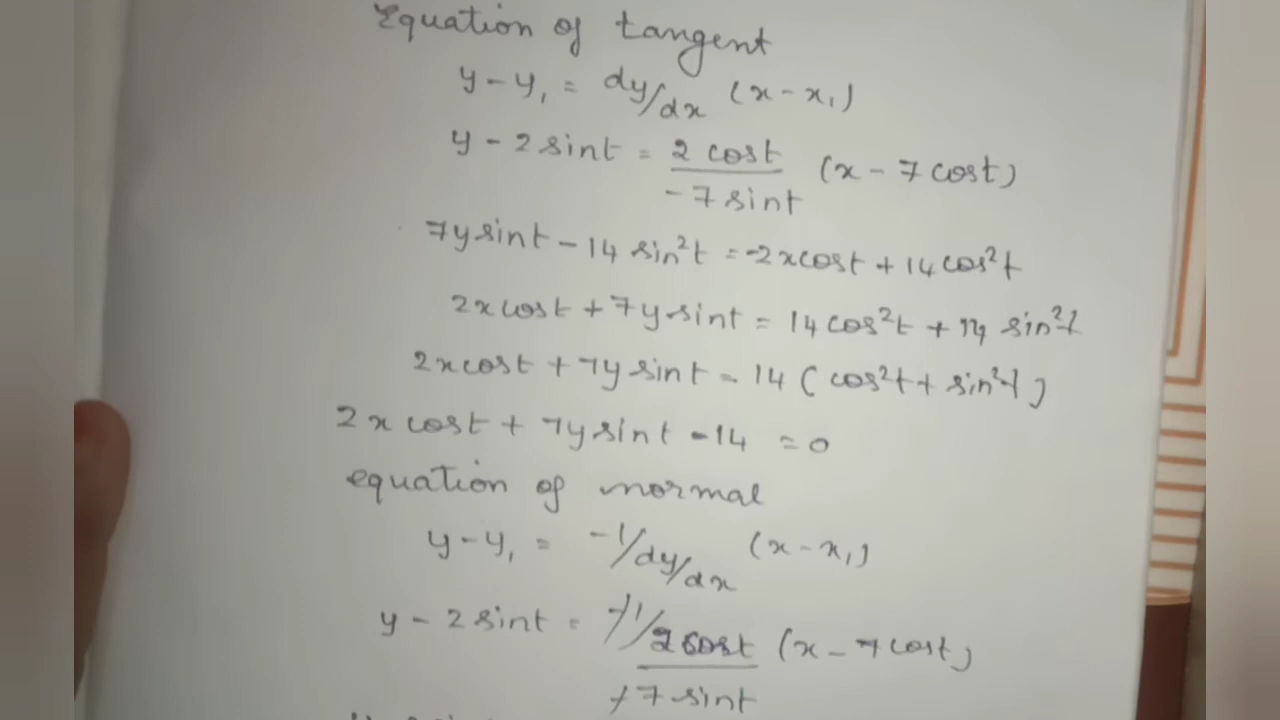 Equation of tangent
y - y₁ = dy/dx (x - x₁)
y - 2 sint = 2 cost / -7 sint (x - 7 cost)
7y sint - 14 sin²t = -2x cost + 14 cos²t
2x cost + 7y sint = 14 cos²t + 14 sin²t
2x cost + 7y sint = 14 ( cos²t + sin²t )
2x cost + 7y sint - 14 = 0
equation of normal
y - y₁ = -1/dy/dx (x - x₁)
y - 2 sint = -1/2 cost / -7 sint (x - 7 cost)